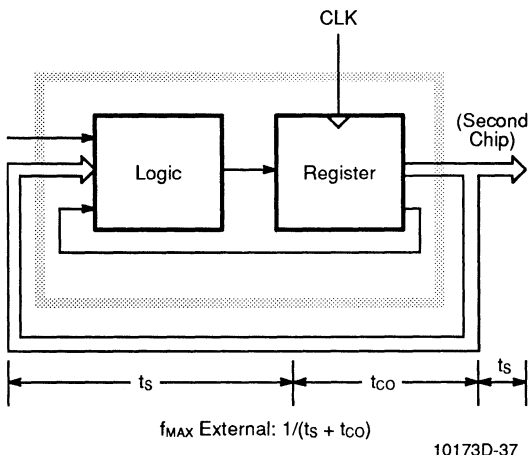 CLK
(Second
Chip)
Logic
Register
tS
tCO
tS
fMAX External: 1/(tS + tCO)
10173D-37